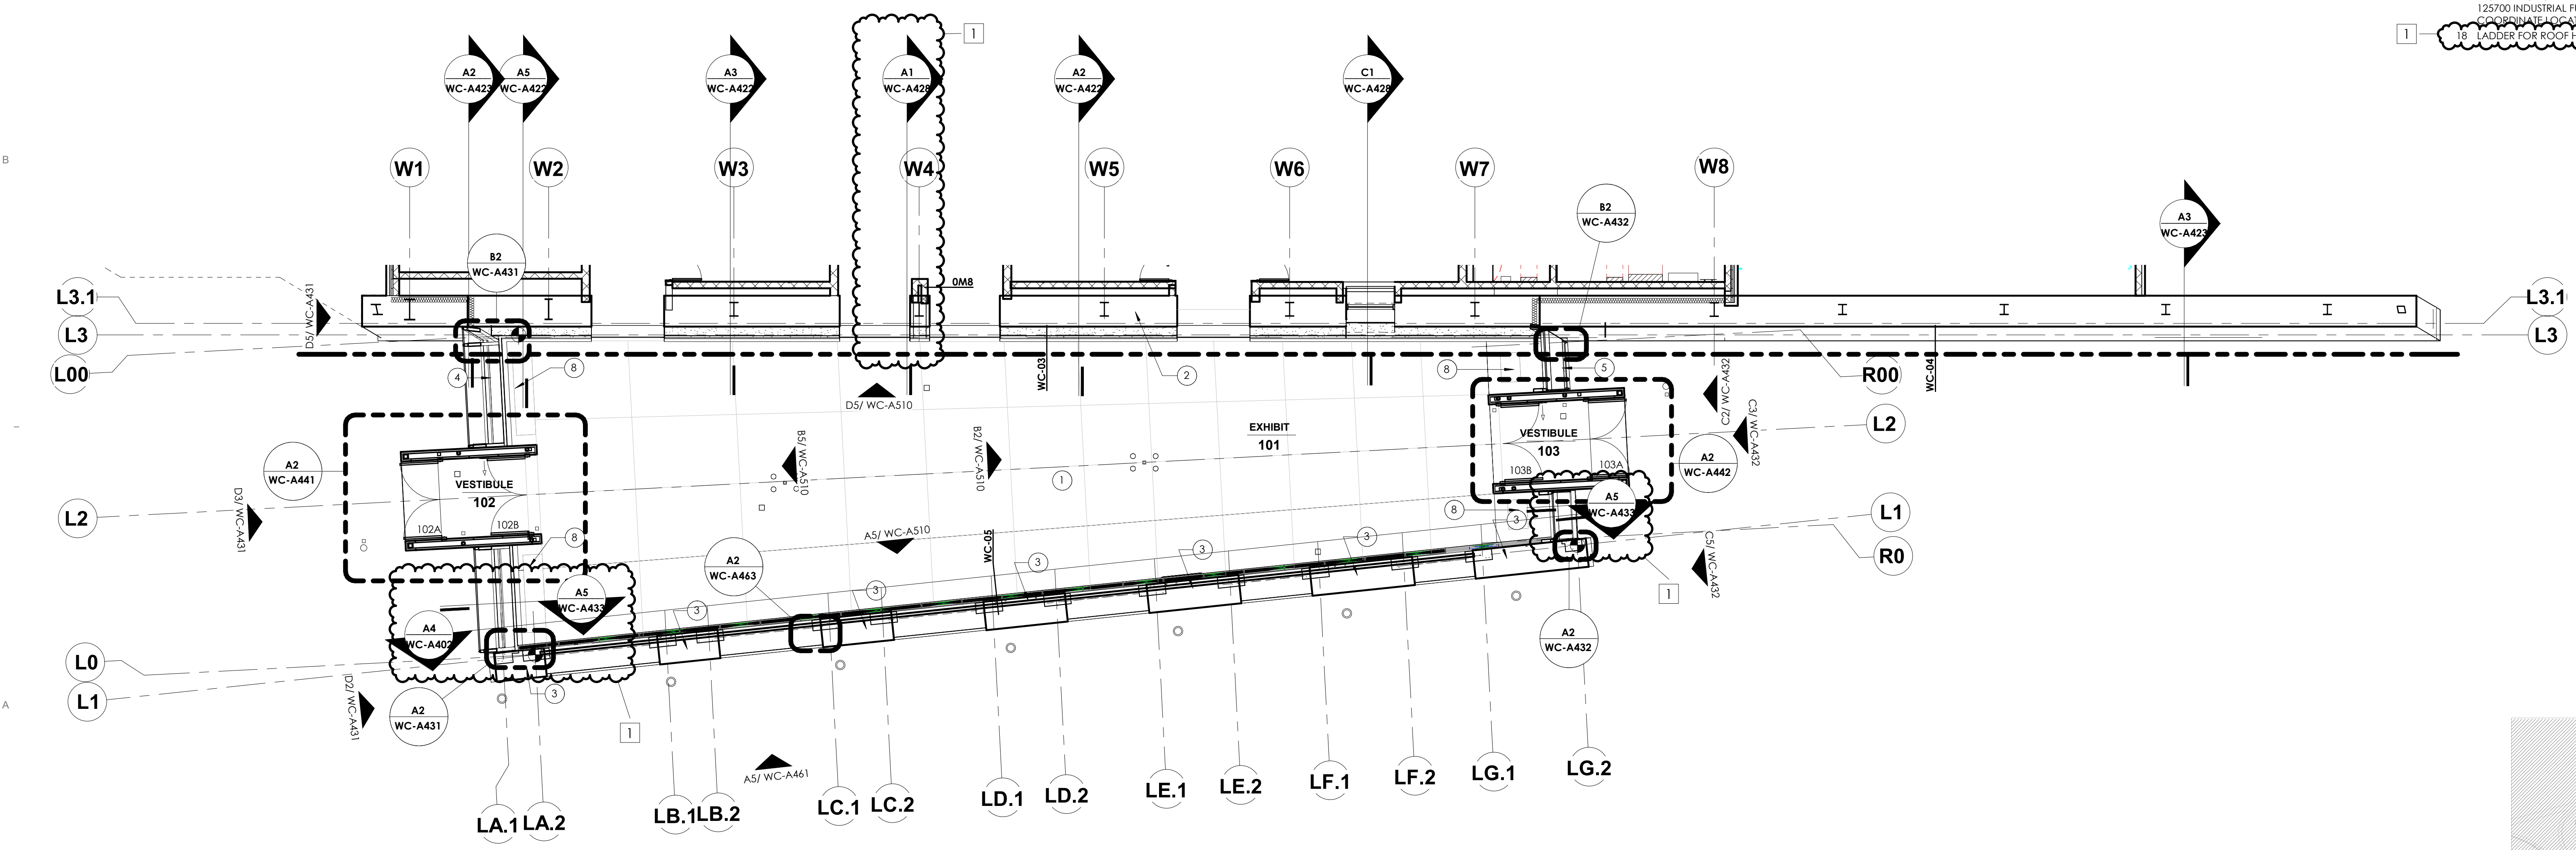 125700 INDUSTRIAL
COORDINATE
1
18 LADDER FOR ROOF
1
A2
WC-A423
A5
WC-A422
A3
WC-A422
A1
WC-A428
A2
WC-A422
C1
WC-A428
B
W1
W2
W3
W4
W5
W6
W7
W8
B2
WC-A432
A3
WC-A423
B2
WC-A431
D5/ WC-A431
0M8
L3.1
L3
L00
L3.1
L3
R00
4
8
WC-03
2
D5/ WC-A510
8
5
WC-04
C2/ WC-A432
C3/ WC-A432
L2
EXHIBIT
101
VESTIBULE
103
103B
103A
A2
WC-A442
B5/ WC-A510
B2/ WC-A510
1
A2
WC-A441
VESTIBULE
102
102A
102B
D3/ WC-A431
L2
8
A5/ WC-A510
WC-05
8
3
A5
WC-A433
L1
R0
C5/ WC-A432
A2
WC-A463
3
3
3
3
3
A5
WC-A433
A4
WC-A402
1
A2
WC-A432
L0
L1
D2/ WC-A431
A2
WC-A431
3
1
A
A5/ WC-A461
LA.1
LA.2
LB.1
LB.2
LC.1
LC.2
LD.1
LD.2
LE.1
LE.2
LF.1
LF.2
LG.1
LG.2